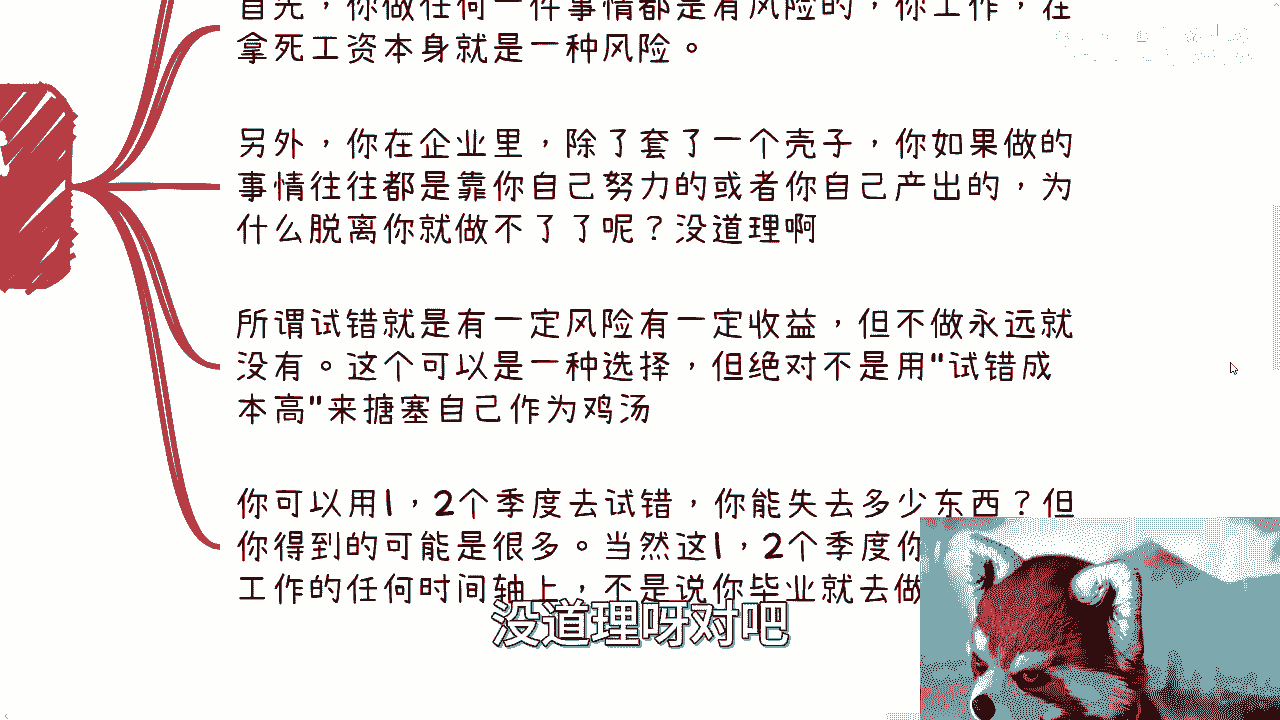 首先，你做任何一件事情都是有风险的，你工作，在
拿死工资本身就是一种风险。
另外，你在企业里，除了套了一个壳子，你如果做的
事情往往都是靠你自己努力的或者你自己产出的，为
什么脱离你就做不了了呢？没道理啊
所谓试错就是有一定风险有一定收益，但不做永远就
没有。这个可以是一种选择，但绝对不是用"试错成
本高"来搪塞自己作为鸡汤
你可以用1，2个季度去试错，你能失去多少东西？但
你得到的可能是很多。当然这1，2个季度你
工作的任何时间轴上，不是说你毕业就去做
没道理呀对吧